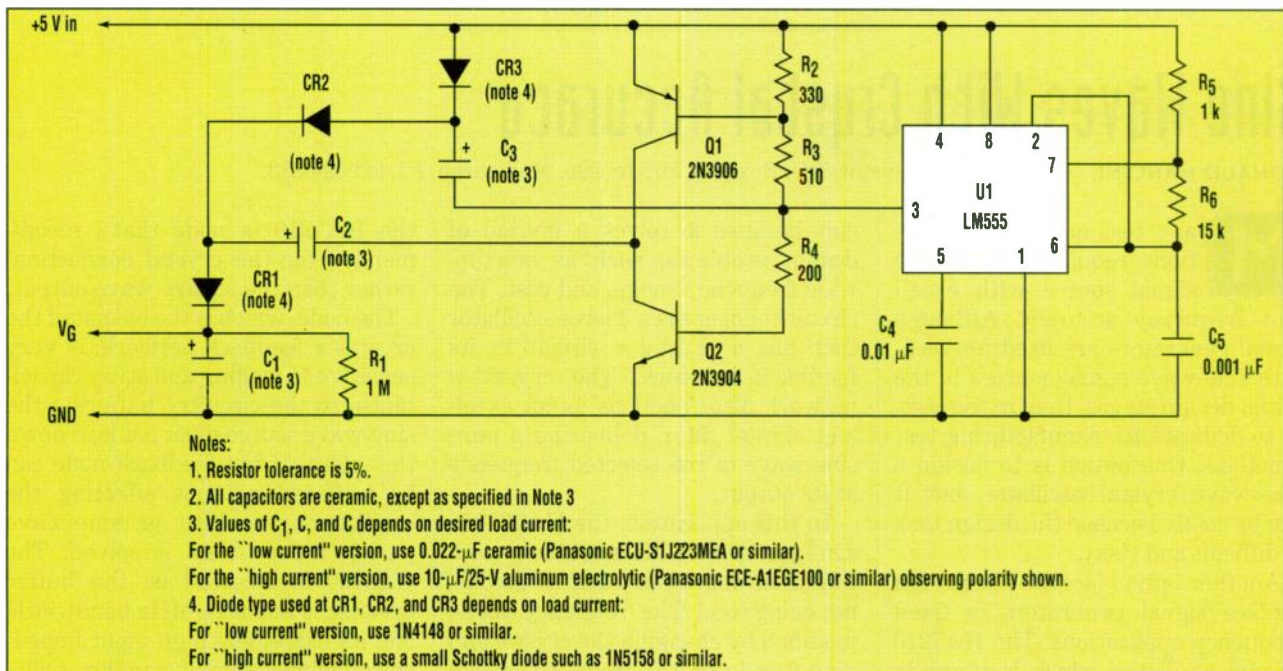 +5 V in
CR2
(note 4)
CR3
(note 4)
+
C3
(note 3)
+
C2
(note 3)
CR1
(note 4)
VG
+
C1
(note 3)
R1
1 M
GND
Q1
2N3906
Q2
2N3904
R2
330
R3
510
R4
200
4 8 2
7
U1
LM555
3
6
5 1
C4
0.01 µF
R5
1 k
R6
15 k
C5
0.001 µF
Notes:
1. Resistor tolerance is 5%.
2. All capacitors are ceramic, except as specified in Note 3
3. Values of C1, C, and C depends on desired load current:
For the ``low current'' version, use 0.022-µF ceramic (Panasonic ECU-S1JZ23MEA or similar).
For the ``high current'' version, use 10-µF/25-V aluminum electrolytic (Panasonic ECE-A1EGE100 or similar) observing polarity shown.
4. Diode type used at CR1, CR2, and CR3 depends on load current:
For ``low current'' version, use 1N4148 or similar.
For ``high current'' version, use a small Schottky diode such as 1N5158 or similar.